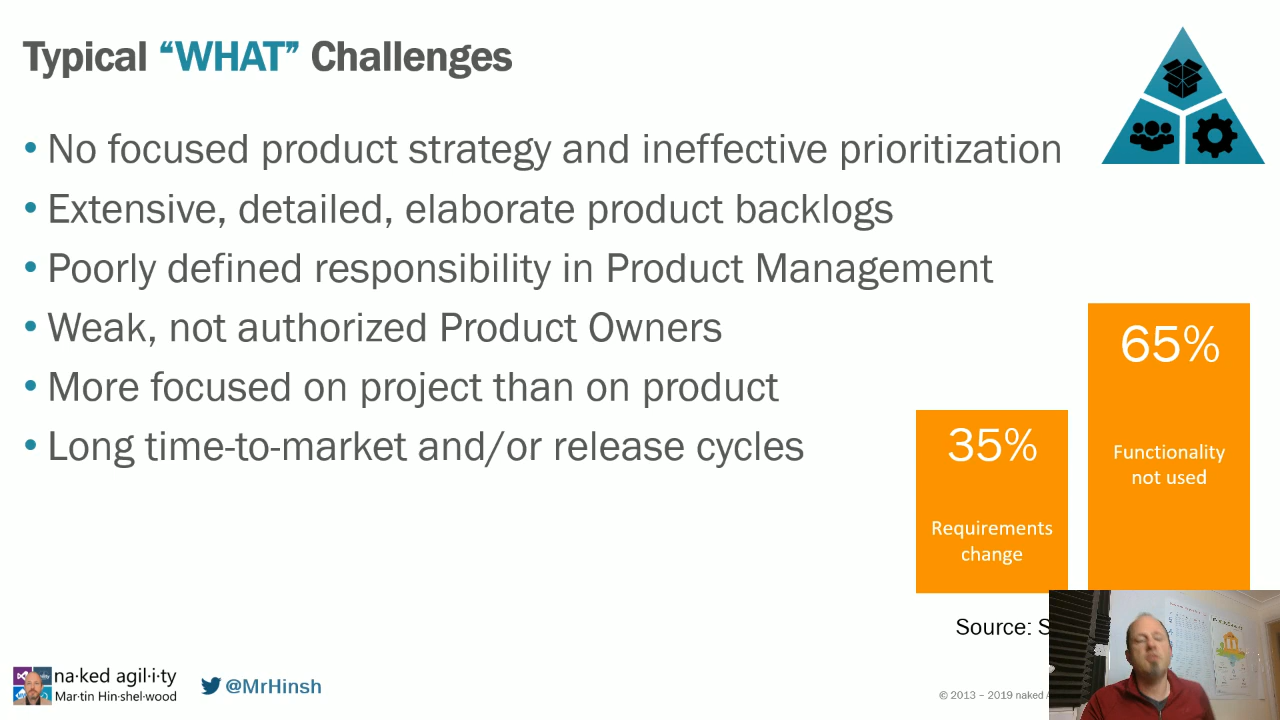 Typical “WHAT” Challenges
• No focused product strategy and ineffective prioritization
• Extensive, detailed, elaborate product backlogs
• Poorly defined responsibility in Product Management
• Weak, not authorized Product Owners
• More focused on project than on product
• Long time-to-market and/or release cycles
35%
Requirements
change
65%
Functionality
not used
Source:
na·ked agil·i·ty
Mar·tin Hin·shel·wood
@MrHinsh
© 2013 – 2019 naked